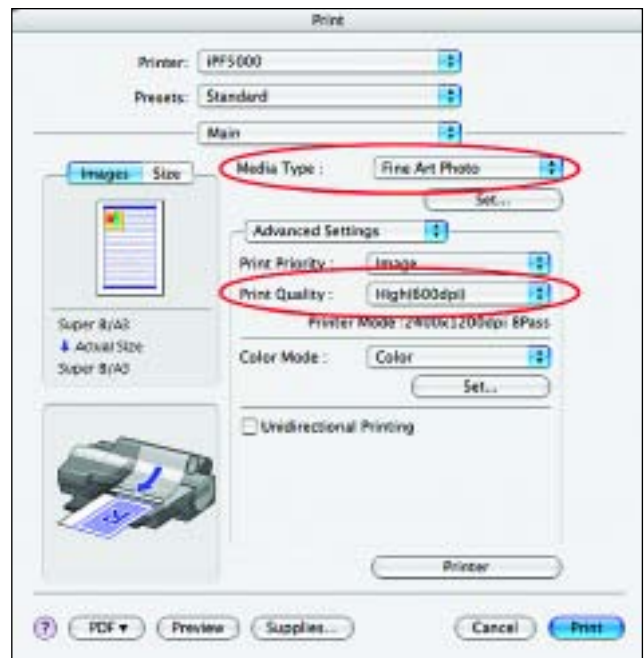 Print
Printer: iPF5000
Presets: Standard
Main
Images Size
Media Type : Fine Art Photo
Set...
Advanced Settings
Print Priority : Image
Print Quality : High(600dpi)
Printer Mode :2400x1200dpi 8Pass
Super B/A3
Actual Size
Super B/A3
Color Mode : Color
Set...
Unidirectional Printing
Printer
? PDF Preview Supplies... Cancel Print